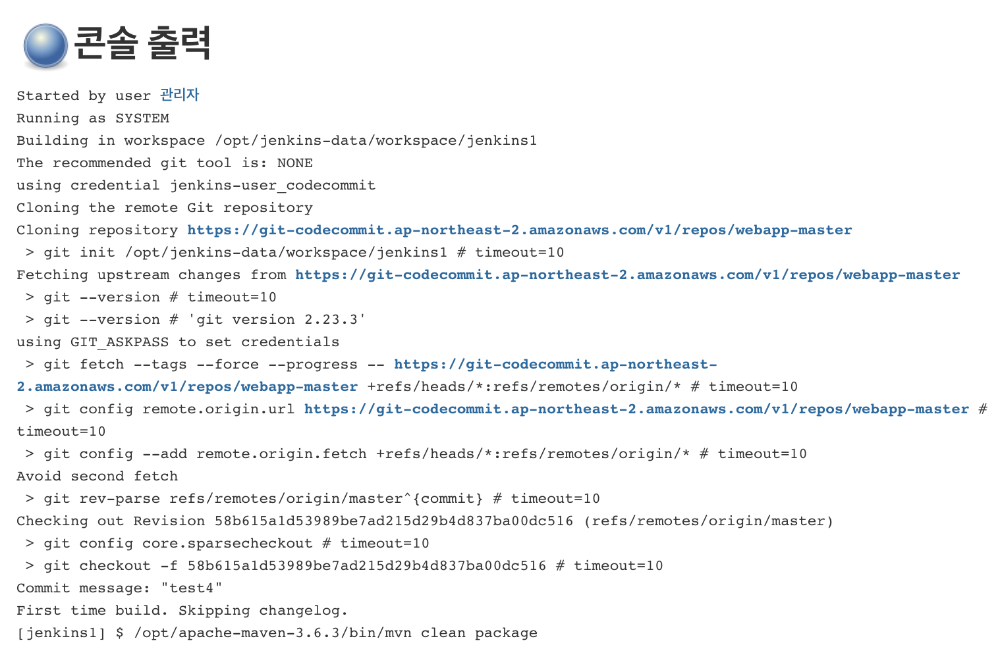 콘솔 출력
Started by user 관리자
Running as SYSTEM
Building in workspace /opt/jenkins-data/workspace/jenkins1
The recommended git tool is: NONE
using credential jenkins-user_codecommit
Cloning the remote Git repository
Cloning repository https://git-codecommit.ap-northeast-2.amazonaws.com/v1/repos/webapp-master
 > git init /opt/jenkins-data/workspace/jenkins1 # timeout=10
Fetching upstream changes from https://git-codecommit.ap-northeast-2.amazonaws.com/v1/repos/webapp-master
 > git --version # timeout=10
 > git --version # 'git version 2.23.3'
using GIT_ASKPASS to set credentials
 > git fetch --tags --force --progress -- https://git-codecommit.ap-northeast-
2.amazonaws.com/v1/repos/webapp-master +refs/heads/*:refs/remotes/origin/* # timeout=10
 > git config remote.origin.url https://git-codecommit.ap-northeast-2.amazonaws.com/v1/repos/webapp-master #
timeout=10
 > git config --add remote.origin.fetch +refs/heads/*:refs/remotes/origin/* # timeout=10
Avoid second fetch
 > git rev-parse refs/remotes/origin/master^{commit} # timeout=10
Checking out Revision 58b615a1d53989be7ad215d29b4d837ba00dc516 (refs/remotes/origin/master)
 > git config core.sparsecheckout # timeout=10
 > git checkout -f 58b615a1d53989be7ad215d29b4d837ba00dc516 # timeout=10
Commit message: "test4"
First time build. Skipping changelog.
[jenkins1] $ /opt/apache-maven-3.6.3/bin/mvn clean package